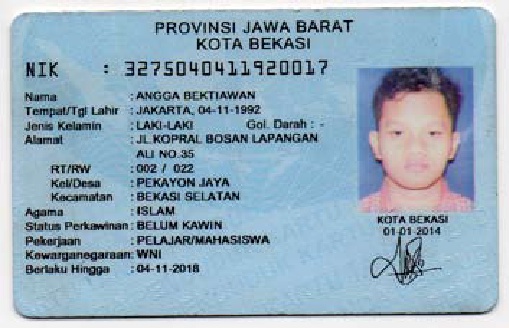 PROVINSI JAWA BARAT
KOTA BEKASI
NIK : 3275040411920017
Nama : ANGGA BEKTIAWAN
Tempat/Tgl Lahir : JAKARTA, 04-11-1992
Jenis Kelamin : LAKI-LAKI Gol. Darah : -
Alamat : JL.KOPRAL BOSAN LAPANGAN
ALI NO.35
RT/RW : 002 / 022
Kel/Desa : PEKAYON JAYA
Kecamatan : BEKASI SELATAN
Agama : ISLAM
Status Perkawinan : BELUM KAWIN
Pekerjaan : PELAJAR/MAHASISWA
Kewarganegaraan: WNI
Berlaku Hingga : 04-11-2018
KOTA BEKASI
01-01-2014